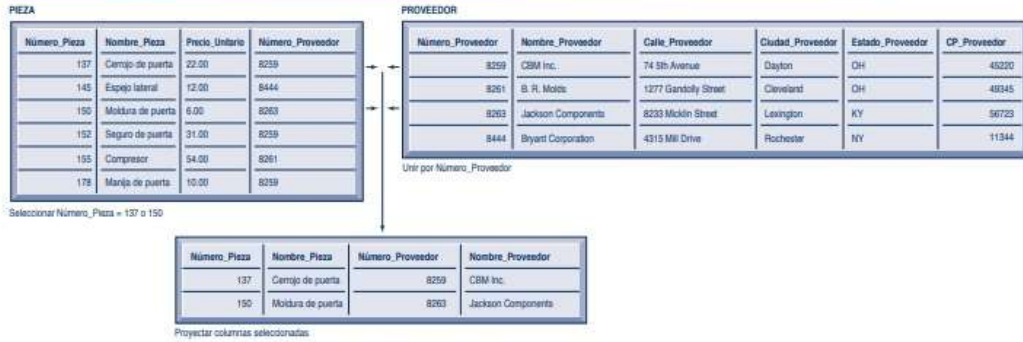 PIEZA
Número_Pieza Nombre_Pieza Precio_Unitario Número_Proveedor
137 Cerrojo de puerta 22.00 8259
145 Espejo lateral 12.00 8444
150 Moldura de puerta 6.00 8263
152 Seguro de puerta 31.00 8259
155 Compresor 54.00 8261
178 Manija de puerta 10.00 8259
Seleccionar Número_Pieza = 137 o 150
PROVEEDOR
Número_Proveedor Nombre_Proveedor Calle_Proveedor Ciudad_Proveedor Estado_Proveedor CP_Proveedor
8259 CBM Inc. 74 5th Avenue Dayton OH 45220
8261 B. R. Molds 1277 Gandolly Street Cleveland OH 49345
8263 Jackson Components 8233 Micklin Street Lexington KY 56723
8444 Bryant Corporation 4315 Mill Drive Rochester NY 11344
Unir por Número_Proveedor
Número_Pieza Nombre_Pieza Número_Proveedor Nombre_Proveedor
137 Cerrojo de puerta 8259 CBM Inc.
150 Moldura de puerta 8263 Jackson Components
Proyectar columnas seleccionadas